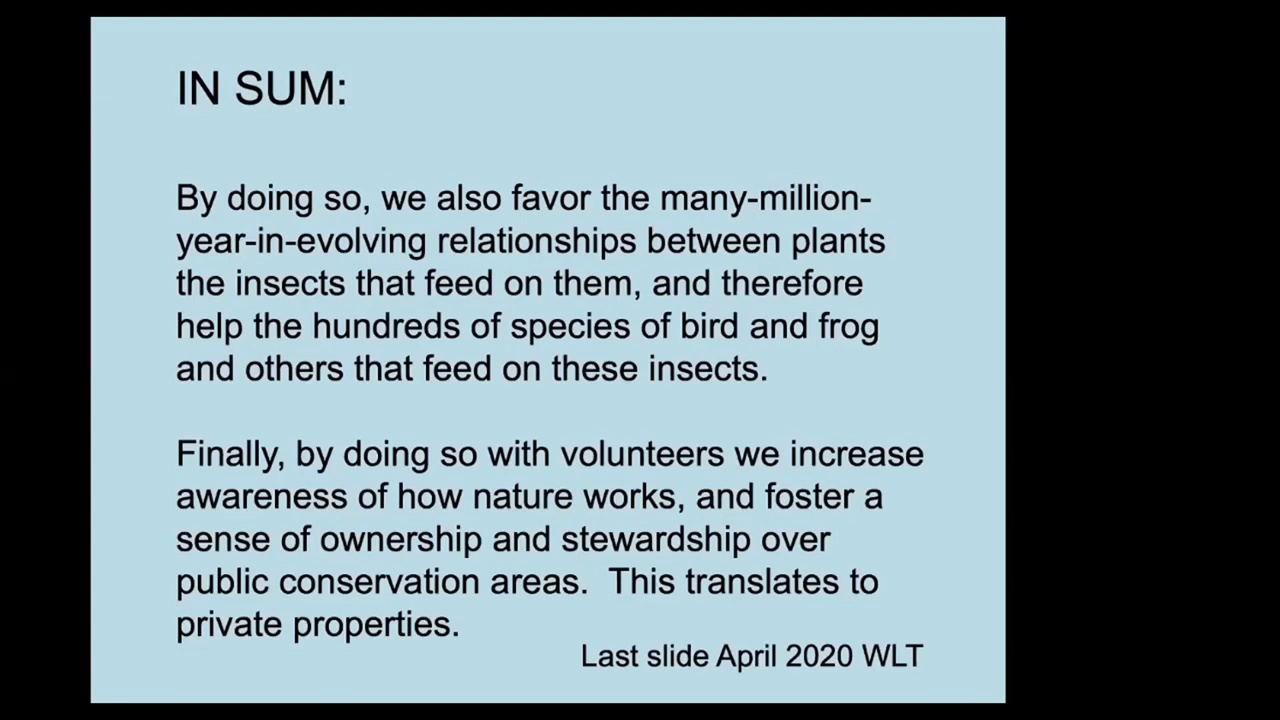 IN SUM:
By doing so, we also favor the many-million-
year-in-evolving relationships between plants
the insects that feed on them, and therefore
help the hundreds of species of bird and frog
and others that feed on these insects.
Finally, by doing so with volunteers we increase
awareness of how nature works, and foster a
sense of ownership and stewardship over
public conservation areas.  This translates to
private properties.
Last slide April 2020 WLT